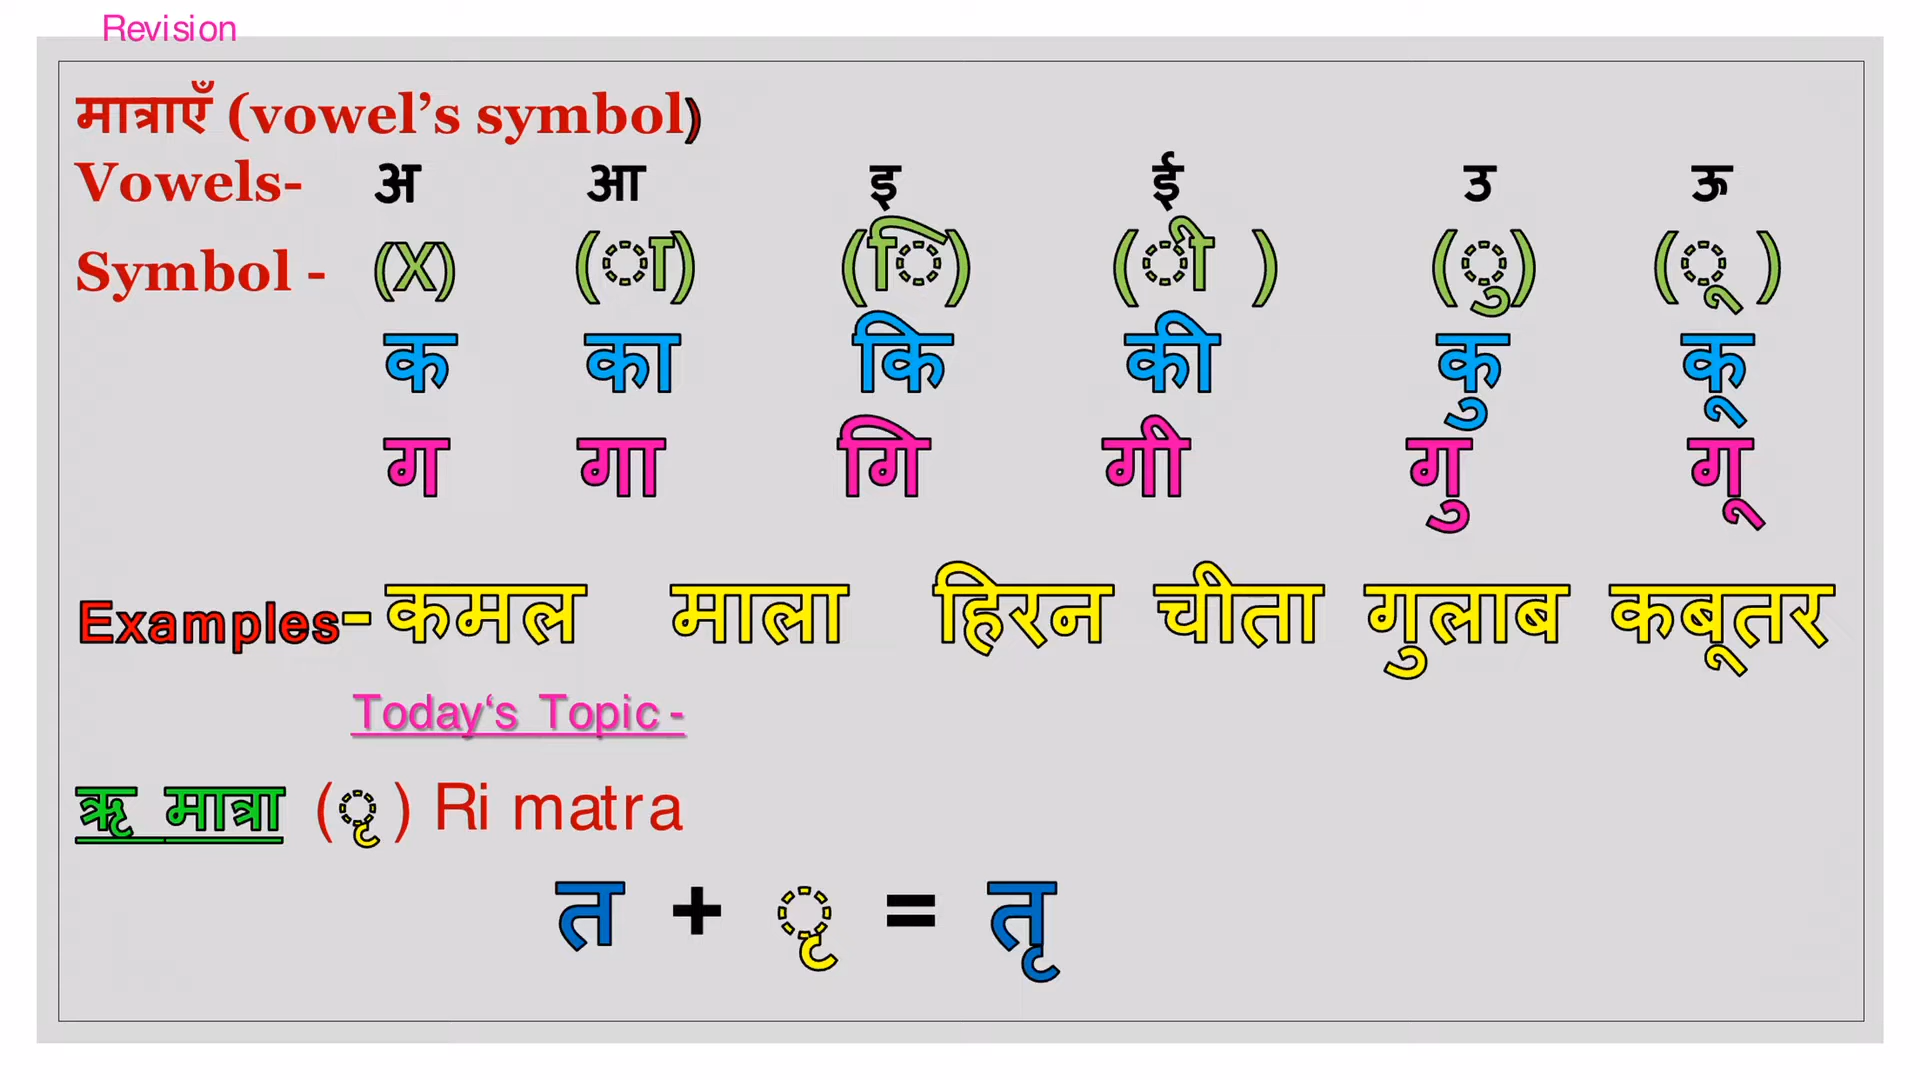 Revision
मात्राएँ (vowel’s symbol)
Vowels- अ आ इ ई उ ऊ
Symbol - (X) (ा) (ि) (ी ) (ु) (ू )
क का कि की कु कू
ग गा गि गी गु गू
Examples- कमल माला हिरन चीता गुलाब कबूतर
Today‘s Topic -
ऋ मात्रा (ृ ) Ri matra
त + ृ = तृ